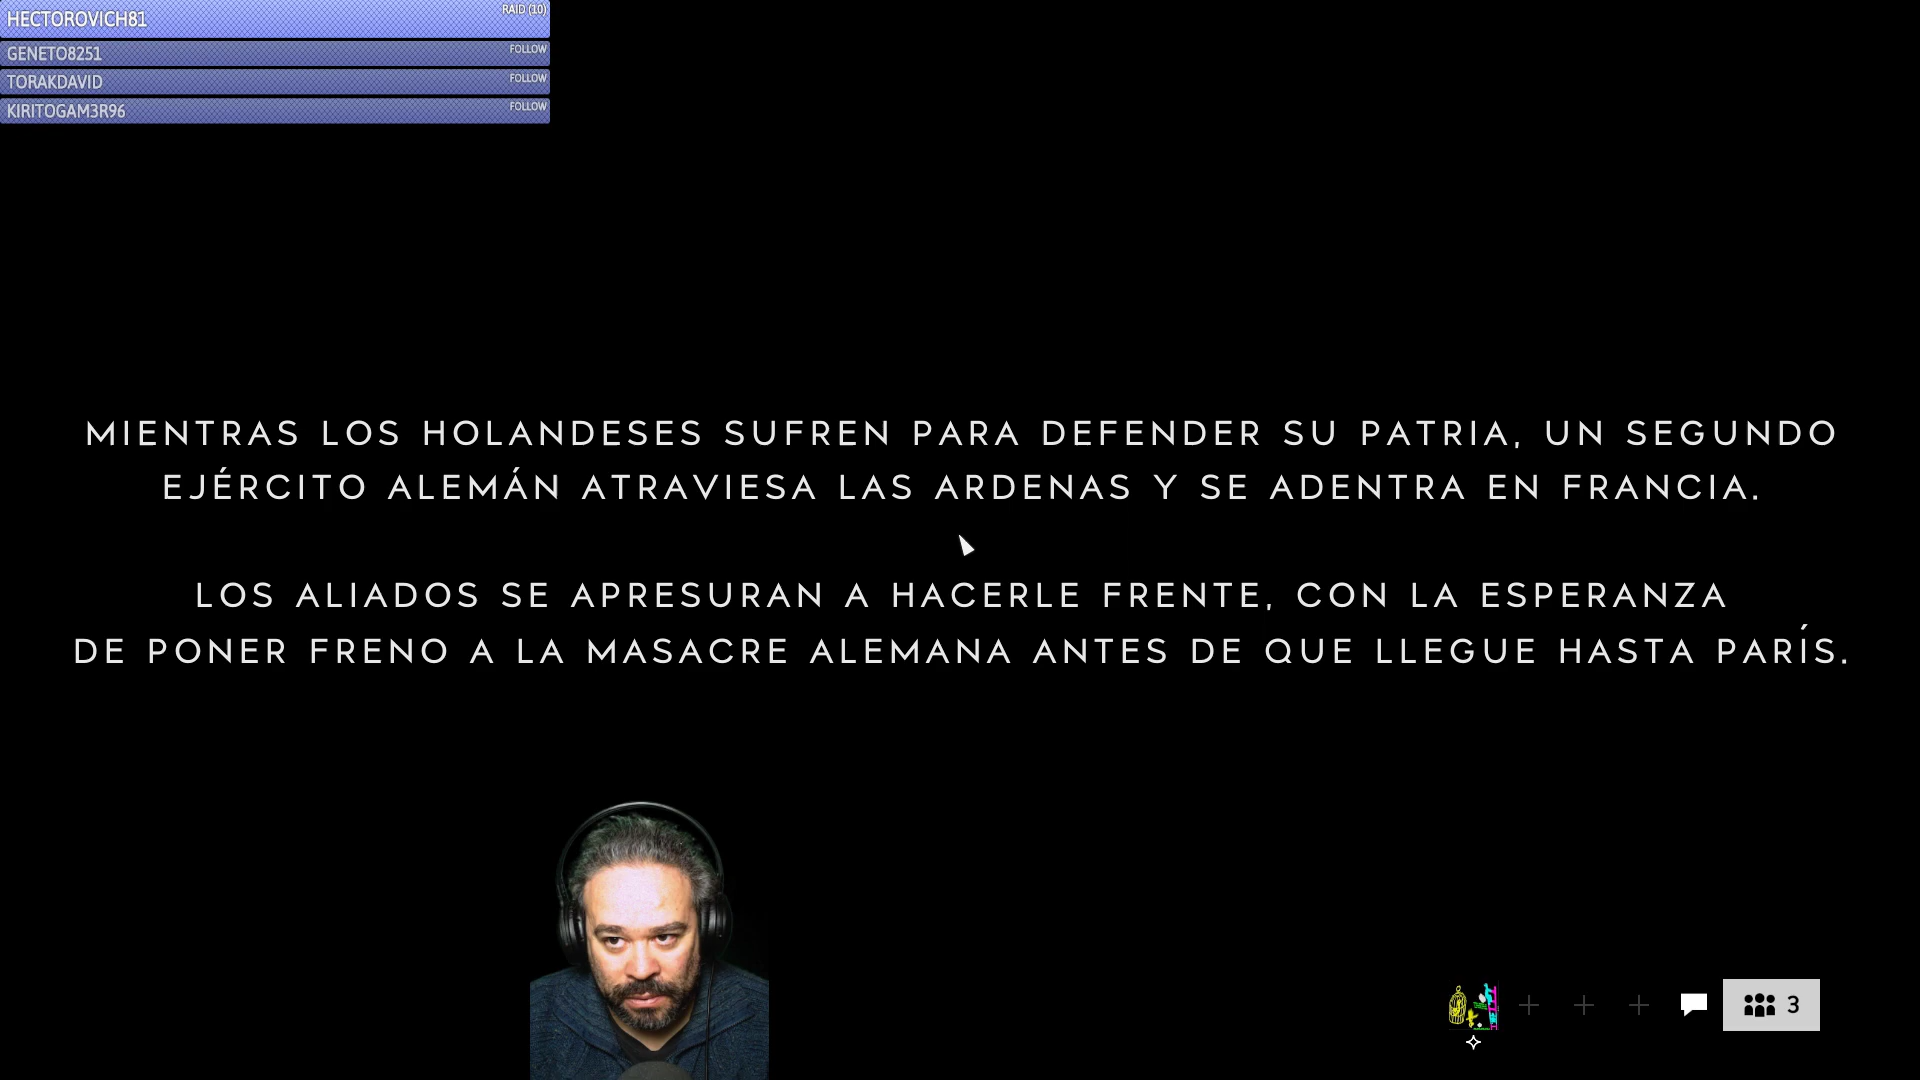 HECTOROVICH81 RAID (10)
GENETO8251 FOLLOW
TORAKDAVID FOLLOW
KIRITOGAM3R96 FOLLOW
MIENTRAS LOS HOLANDESES SUFREN PARA DEFENDER SU PATRIA, UN SEGUNDO
EJÉRCITO ALEMÁN ATRAVIESA LAS ARDENAS Y SE ADENTRA EN FRANCIA.
LOS ALIADOS SE APRESURAN A HACERLE FRENTE, CON LA ESPERANZA
DE PONER FRENO A LA MASACRE ALEMANA ANTES DE QUE LLEGUE HASTA PARÍS.
3